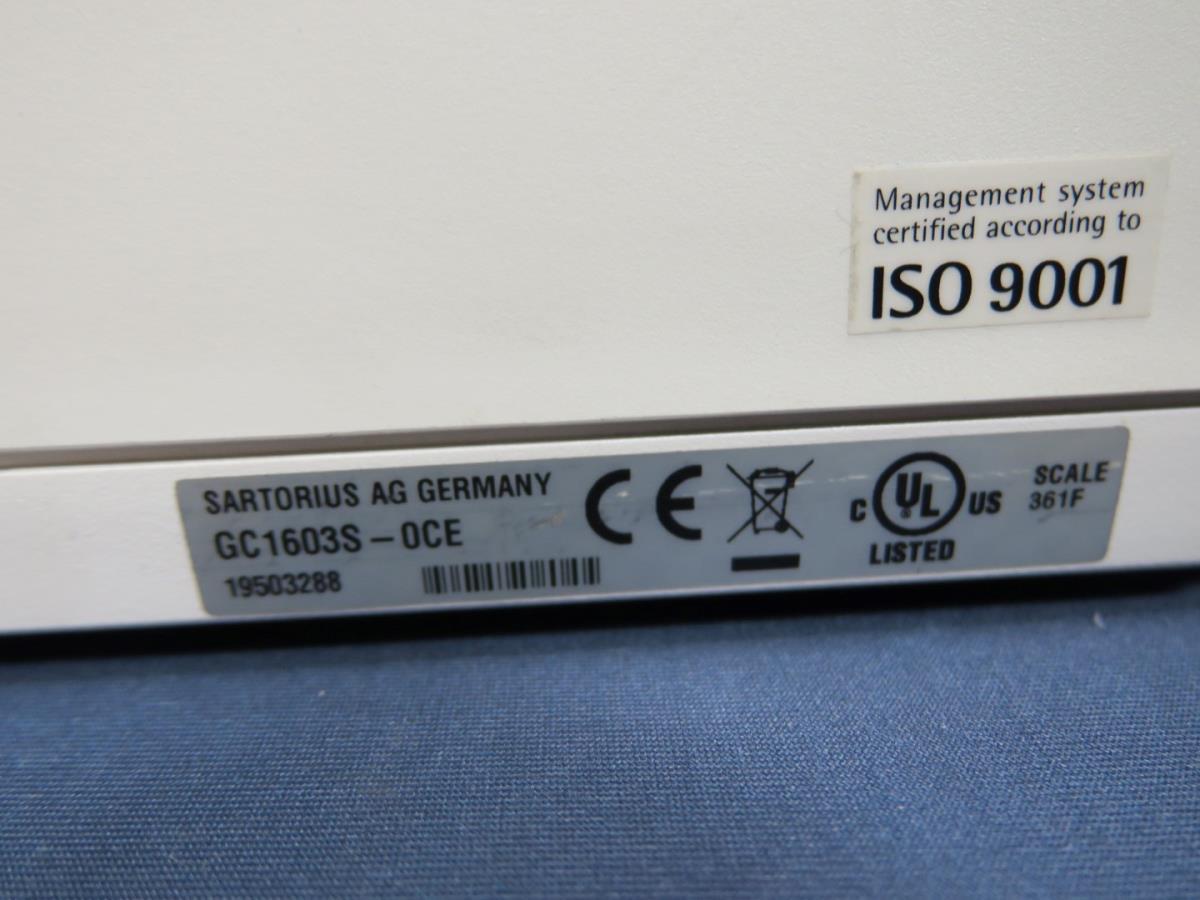 Management system
certified according to
ISO 9001
SARTORIUS AG GERMANY
GC1603S-0CE
19503288
CE
C UL US
LISTED
SCALE
361F